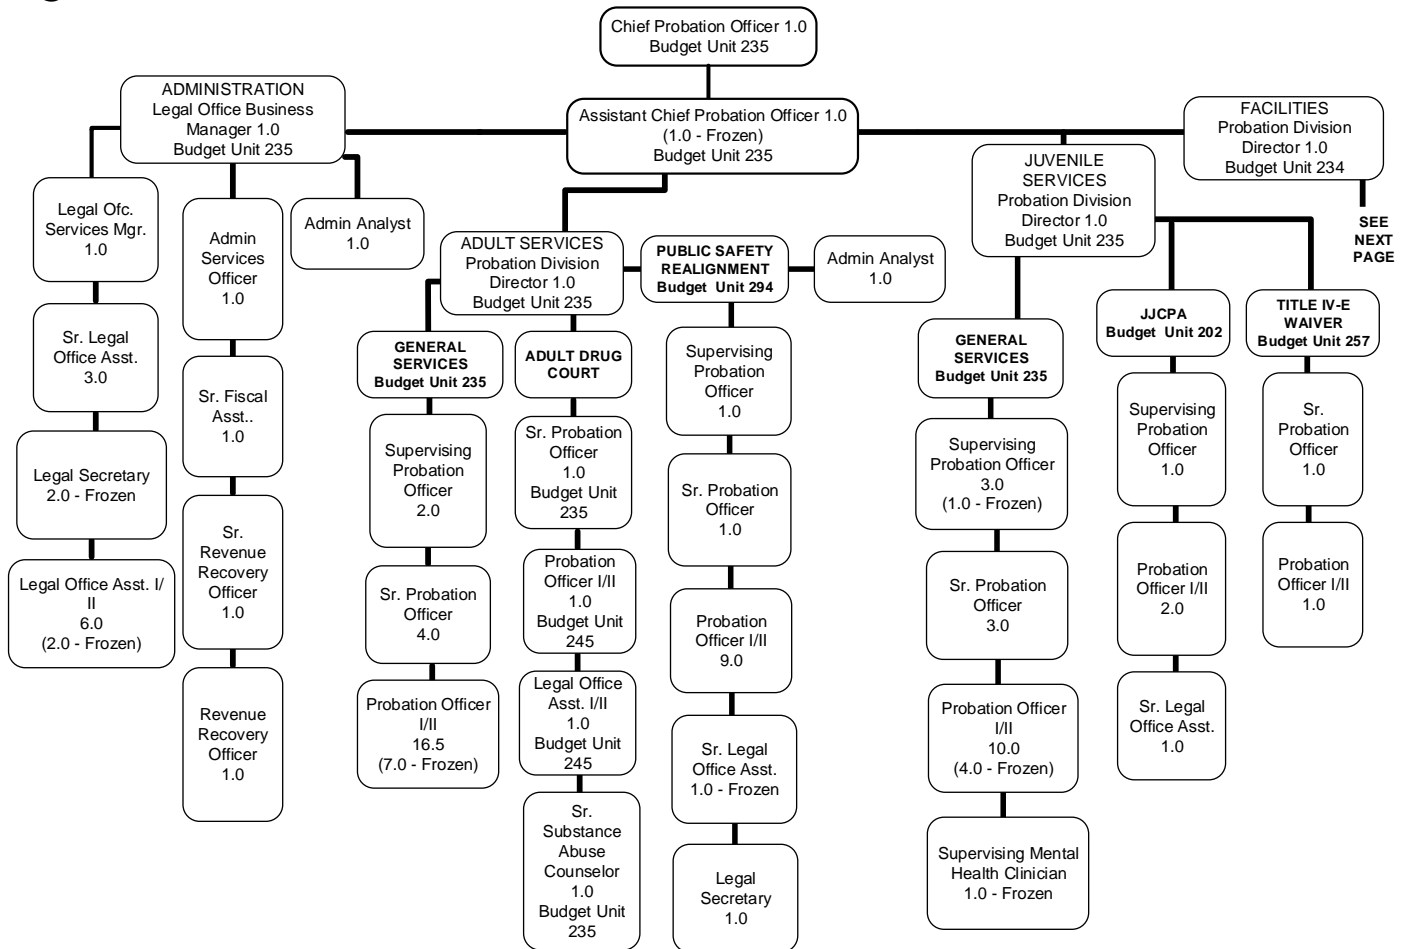 Chief Probation Officer 1.0
Budget Unit 235
ADMINISTRATION
Legal Office Business
Manager 1.0
Budget Unit 235
Assistant Chief Probation Officer 1.0
(1.0 - Frozen)
Budget Unit 235
FACILITIES
Probation Division
Director 1.0
Budget Unit 234
SEE
NEXT
PAGE
JUVENILE
SERVICES
Probation Division
Director 1.0
Budget Unit 235
Legal Ofc.
Services Mgr.
1.0
Sr. Legal
Office Asst.
3.0
Legal Secretary
2.0 - Frozen
Legal Office Asst. I/
II
6.0
(2.0 - Frozen)
Admin
Services
Officer
1.0
Sr. Fiscal
Asst..
1.0
Sr.
Revenue
Recovery
Officer
1.0
Revenue
Recovery
Officer
1.0
Admin Analyst
1.0
ADULT SERVICES
Probation Division
Director 1.0
Budget Unit 235
PUBLIC SAFETY
REALIGNMENT
Budget Unit 294
Admin Analyst
1.0
GENERAL
SERVICES
Budget Unit 235
Supervising
Probation
Officer
2.0
Sr. Probation
Officer
4.0
Probation Officer
I/II
16.5
(7.0 - Frozen)
ADULT DRUG
COURT
Sr. Probation
Officer
1.0
Budget Unit
235
Probation
Officer I/II
1.0
Budget Unit
245
Legal Office
Asst. I/II
1.0
Budget Unit
245
Sr.
Substance
Abuse
Counselor
1.0
Budget Unit
235
Supervising
Probation
Officer
1.0
Sr. Probation
Officer
1.0
Probation
Officer I/II
9.0
Sr. Legal
Office Asst.
1.0 - Frozen
Legal
Secretary
1.0
GENERAL
SERVICES
Budget Unit 235
Supervising
Probation Officer
3.0
(1.0 - Frozen)
Sr. Probation
Officer
3.0
Probation Officer
I/II
10.0
(4.0 - Frozen)
Supervising Mental
Health Clinician
1.0 - Frozen
JJCPA
Budget Unit 202
Supervising
Probation
Officer
1.0
Probation
Officer I/II
2.0
Sr. Legal
Office Asst.
1.0
TITLE IV-E
WAIVER
Budget Unit 257
Sr.
Probation
Officer
1.0
Probation
Officer I/II
1.0